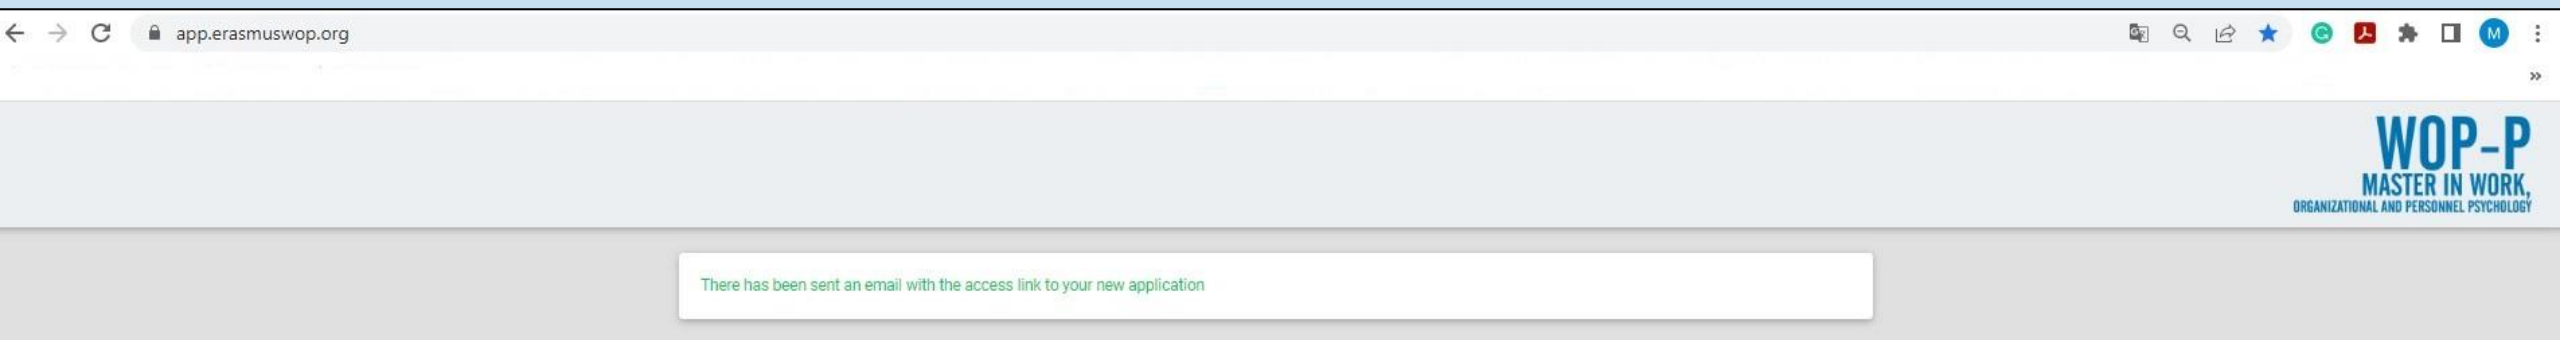 app.erasmuswop.org
M
WOP-P
MASTER IN WORK,
ORGANIZATIONAL AND PERSONNEL PSYCHOLOGY
There has been sent an email with the access link to your new application